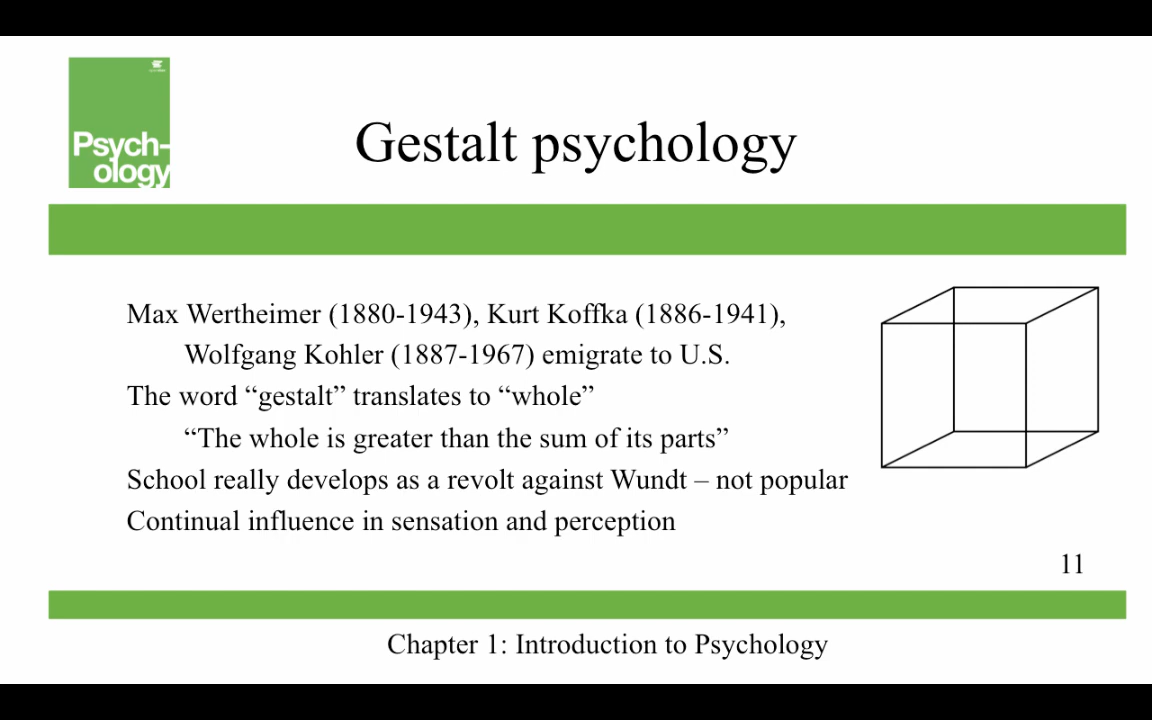 Psych-
ology
Gestalt psychology
Max Wertheimer (1880-1943), Kurt Koffka (1886-1941),
Wolfgang Kohler (1887-1967) emigrate to U.S.
The word “gestalt” translates to “whole”
“The whole is greater than the sum of its parts”
School really develops as a revolt against Wundt – not popular
Continual influence in sensation and perception
11
Chapter 1: Introduction to Psychology